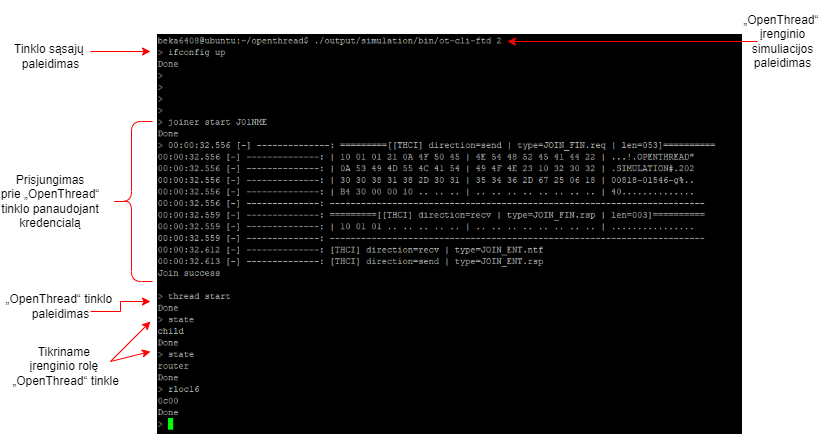 „OpenThread“
įrenginio
simuliacijos
paleidimas
Tinklo sąsajų
paleidimas
beka6408@ubuntu:~/openthread$ ./output/simulation/bin/ot-cli-ftd 2
> ifconfig up
Done
>
>
>
>
> joiner start J01NME
Done
> 00:00:32.556 [-] --------------: =========[[THCI] direction=send | type=JOIN_FIN.req | len=053]==========
00:00:32.556 [-] --------------: | 10 01 01 21 0A 4F 50 45 | 4E 54 48 52 45 41 44 22 | ...!.OPENTHREAD"
00:00:32.556 [-] --------------: | 0A 53 49 4D 55 4C 41 54 | 49 4F 4E 23 10 32 30 32 | .SIMULATION#.202
00:00:32.556 [-] --------------: | 30 30 38 31 38 2D 30 31 | 35 34 36 2D 67 25 06 18 | 00818-01546-g%..
00:00:32.556 [-] --------------: | B4 30 00 00 10 .. .. .. | .. .. .. .. .. .. .. .. | 40..............
00:00:32.556 [-] --------------: ------------------------------------------------------------------------
00:00:32.559 [-] --------------: =========[[THCI] direction=recv | type=JOIN_FIN.rsp | len=003]==========
00:00:32.559 [-] --------------: | 10 01 01 .. .. .. .. .. | .. .. .. .. .. .. .. .. | ................
00:00:32.559 [-] --------------: ------------------------------------------------------------------------
00:00:32.612 [-] --------------: [THCI] direction=recv | type=JOIN_ENT.ntf
00:00:32.613 [-] --------------: [THCI] direction=send | type=JOIN_ENT.rsp
Join success
Prisijungimas
prie „OpenThread“
tinklo panaudojant
kredencialą
> thread start
Done
> state
child
Done
> state
router
Done
> rloc16
0c00
Done
>
„OpenThread“ tinklo
paleidimas
Tikriname
įrenginio rolę
„OpenThread“ tinkle